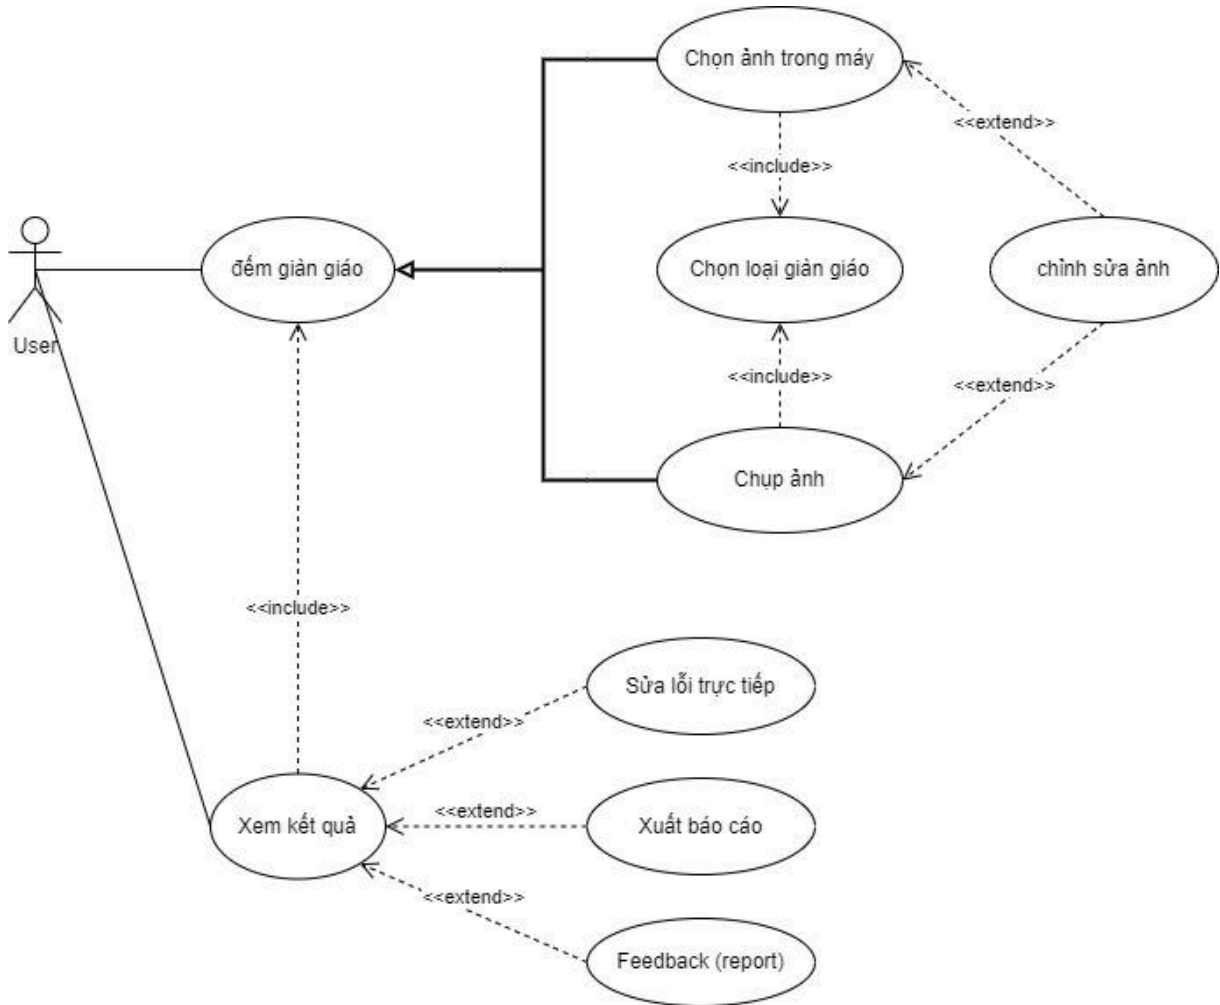 Chọn ảnh trong máy
<<extend>>
<<include>>
đếm giàn giáo
Chọn loại giàn giáo
chỉnh sửa ảnh
User
<<include>>
<<extend>>
Chụp ảnh
<<include>>
Sửa lỗi trực tiếp
<<extend>>
Xem kết quả
<<extend>>
Xuất báo cáo
<<extend>>
Feedback (report)